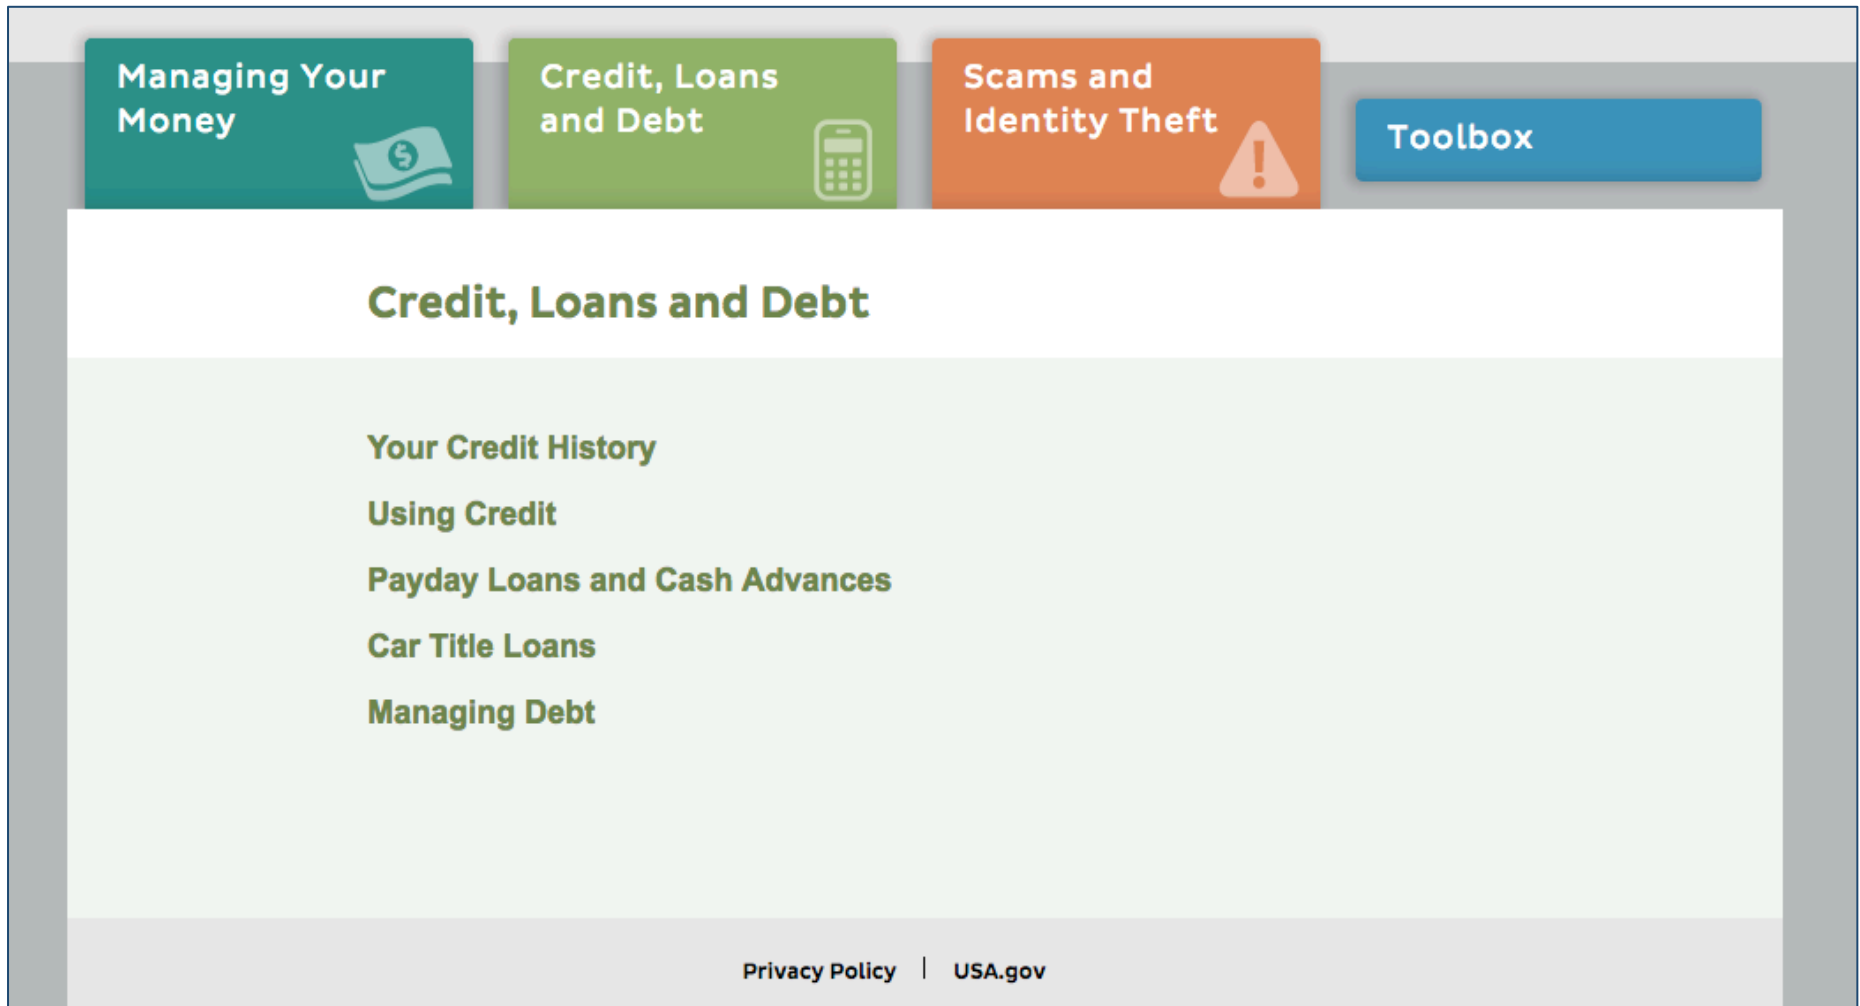 Managing Your
Money
Credit, Loans
and Debt
Scams and
Identity Theft
Toolbox
Credit, Loans and Debt
Your Credit History
Using Credit
Payday Loans and Cash Advances
Car Title Loans
Managing Debt
Privacy Policy | USA.gov